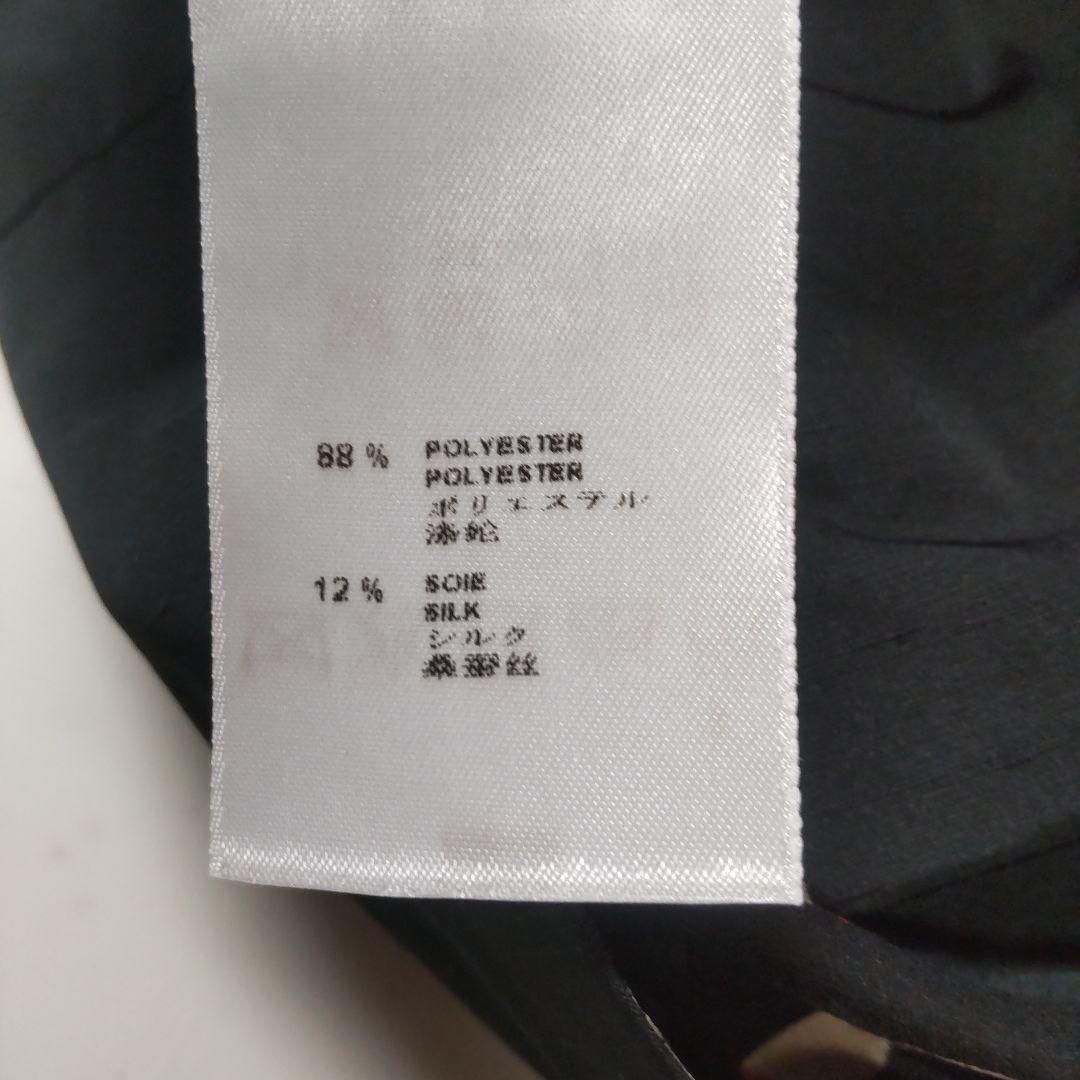 88 % POLYESTER
POLYESTER
ポリエステル
涤纶
12 % SOIE
SILK
シルク
桑蚕丝